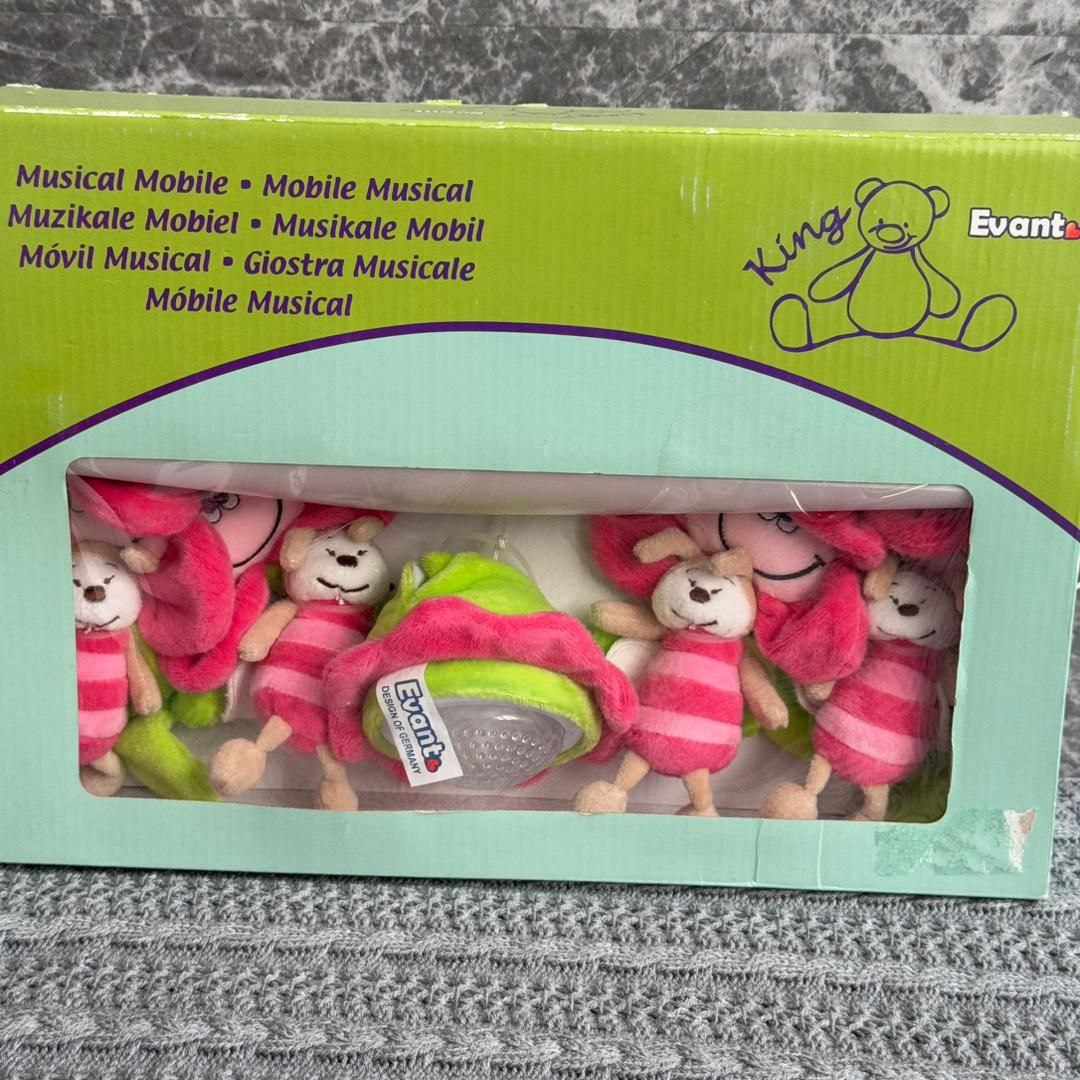 Musical Mobile • Mobile Musical
Muzikale Mobiel • Musikale Mobil
Móvil Musical • Giostra Musicale
Móbile Musical
King
Evant
Evant
DESIGN OF GERMANY